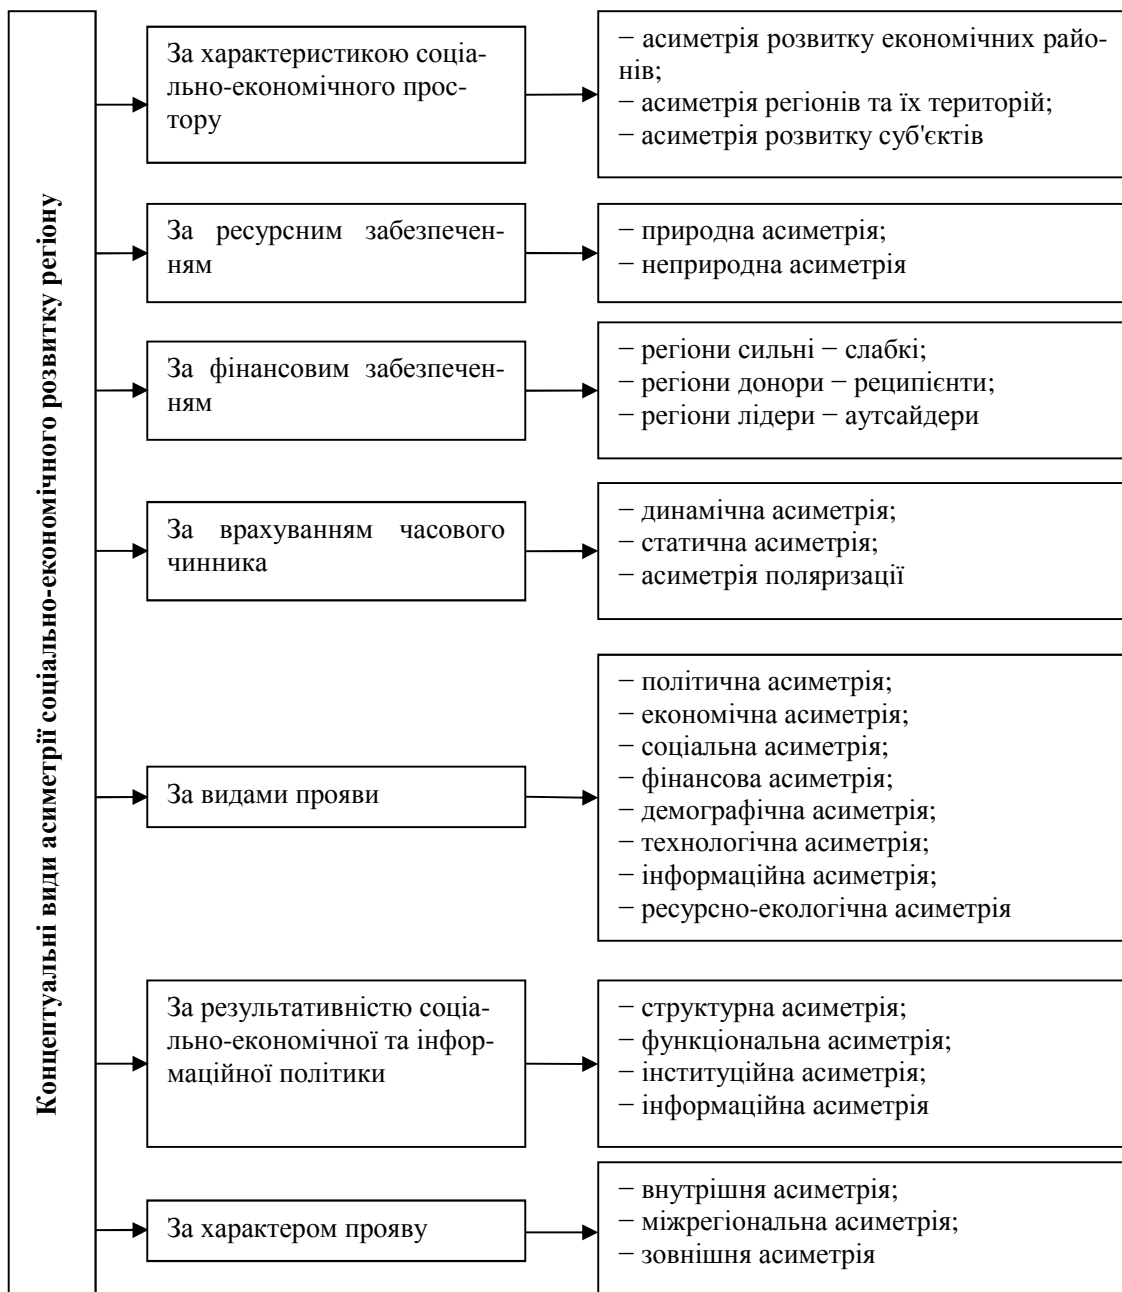 Концептуальні види асиметрії соціально-економічного розвитку регіону
За характеристикою соціа-
льно-економічного прос-
тору
− асиметрія розвитку економічних райо-
нів;
− асиметрія регіонів та їх територій;
− асиметрія розвитку суб'єктів
За ресурсним забезпечен-
ням
− природна асиметрія;
− неприродна асиметрія
За фінансовим забезпечен-
ням
− регіони сильні − слабкі;
− регіони донори − реципієнти;
− регіони лідери − аутсайдери
За врахуванням часового
чинника
− динамічна асиметрія;
− статична асиметрія;
− асиметрія поляризації
За видами прояви
− політична асиметрія;
− економічна асиметрія;
− соціальна асиметрія;
− фінансова асиметрія;
− демографічна асиметрія;
− технологічна асиметрія;
− інформаційна асиметрія;
− ресурсно-екологічна асиметрія
За результативністю соціа-
льно-економічної та інфор-
маційної політики
− структурна асиметрія;
− функціональна асиметрія;
− інституційна асиметрія;
− інформаційна асиметрія
За характером прояву
− внутрішня асиметрія;
− міжрегіональна асиметрія;
− зовнішня асиметрія